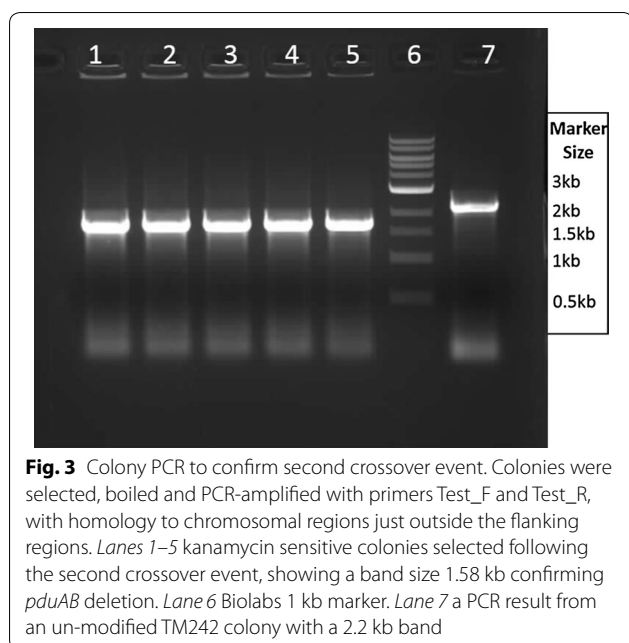 1 2 3 4 5 6 7
Marker
Size
3kb
2kb
1.5kb
1kb
0.5kb
Fig. 3 Colony PCR to confirm second crossover event. Colonies were
selected, boiled and PCR-amplified with primers Test_F and Test_R,
with homology to chromosomal regions just outside the flanking
regions. Lanes 1–5 kanamycin sensitive colonies selected following
the second crossover event, showing a band size 1.58 kb confirming
pduAB deletion. Lane 6 Biolabs 1 kb marker. Lane 7 a PCR result from
an un-modified TM242 colony with a 2.2 kb band